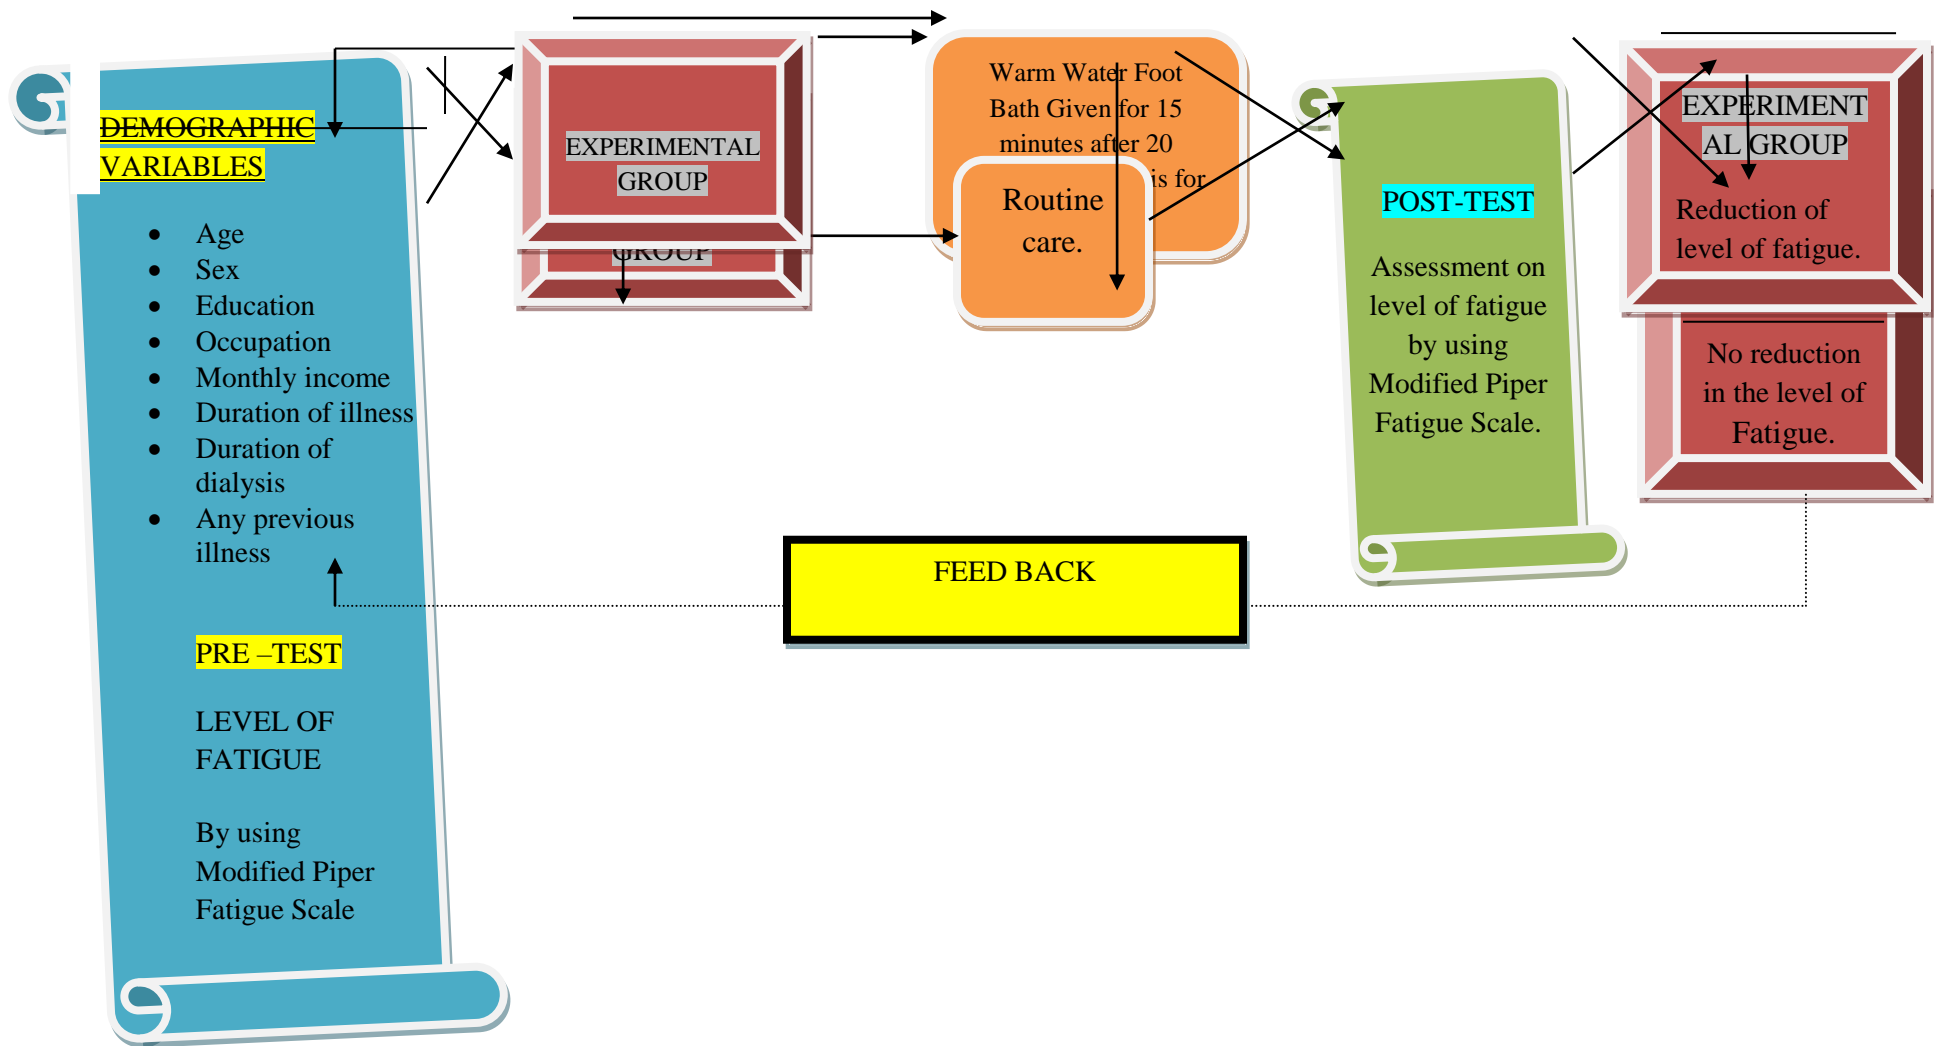 DEMOGRAPHIC
VARIABLES
• Age
• Sex
• Education
• Occupation
• Monthly income
• Duration of illness
• Duration of
dialysis
• Any previous
illness
PRE –TEST
LEVEL OF
FATIGUE
By using
Modified Piper
Fatigue Scale
EXPERIMENTAL
GROUP
GROUP
Warm Water Foot
Bath Given for 15
minutes after 20
is for
Routine
care.
POST-TEST
Assessment on
level of fatigue
by using
Modified Piper
Fatigue Scale.
EXPERIMENT
AL GROUP
Reduction of
level of fatigue.
No reduction
in the level of
Fatigue.
FEED BACK